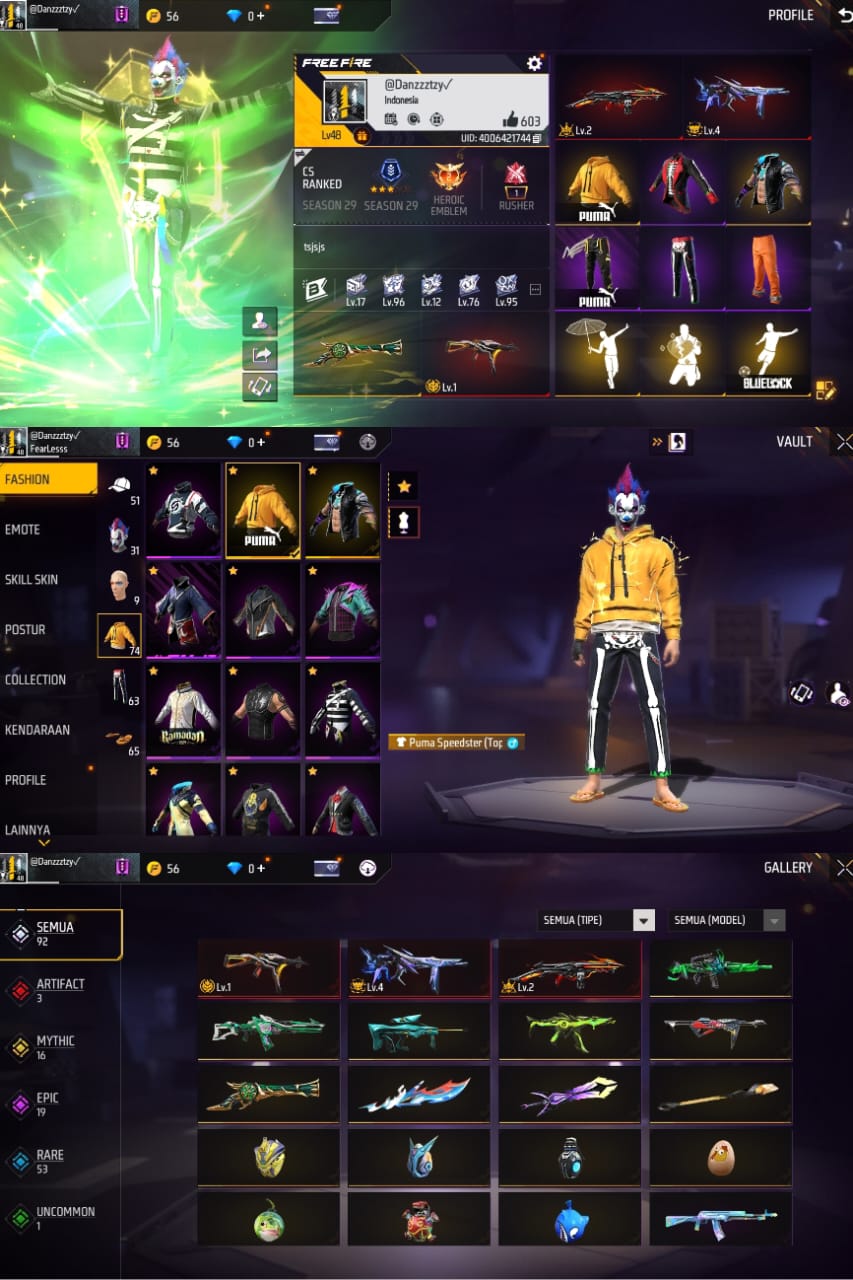 @Danzzztzy✓
48
56
0+
PROFILE
FREE FIRE
@Danzzztzy✓
Indonesia
603
Lv48
UID: 4006421744
CS
RANKED
SEASON 29
SEASON 29
HEROIC
EMBLEM
1
RUSHER
tsjsjs
Lv.17
Lv.96
Lv.12
Lv.76
Lv.95
Lv.1
Lv.2
Lv.4
PUMA
PUMA
BLUELOCK
@Danzzztzy✓
FearLesss
48
56
0+
VAULT
FASHION
EMOTE
SKILL SKIN
POSTUR
COLLECTION
KENDARAAN
PROFILE
LAINNYA
51
31
9
74
63
65
PUMA
Ramadan
Puma Speedster (Top
@Danzzztzy✓
48
56
0+
GALLERY
SEMUA
92
ARTIFACT
3
MYTHIC
16
EPIC
19
RARE
53
UNCOMMON
1
SEMUA (TIPE)
SEMUA (MODEL)
Lv.1
Lv.4
Lv.2